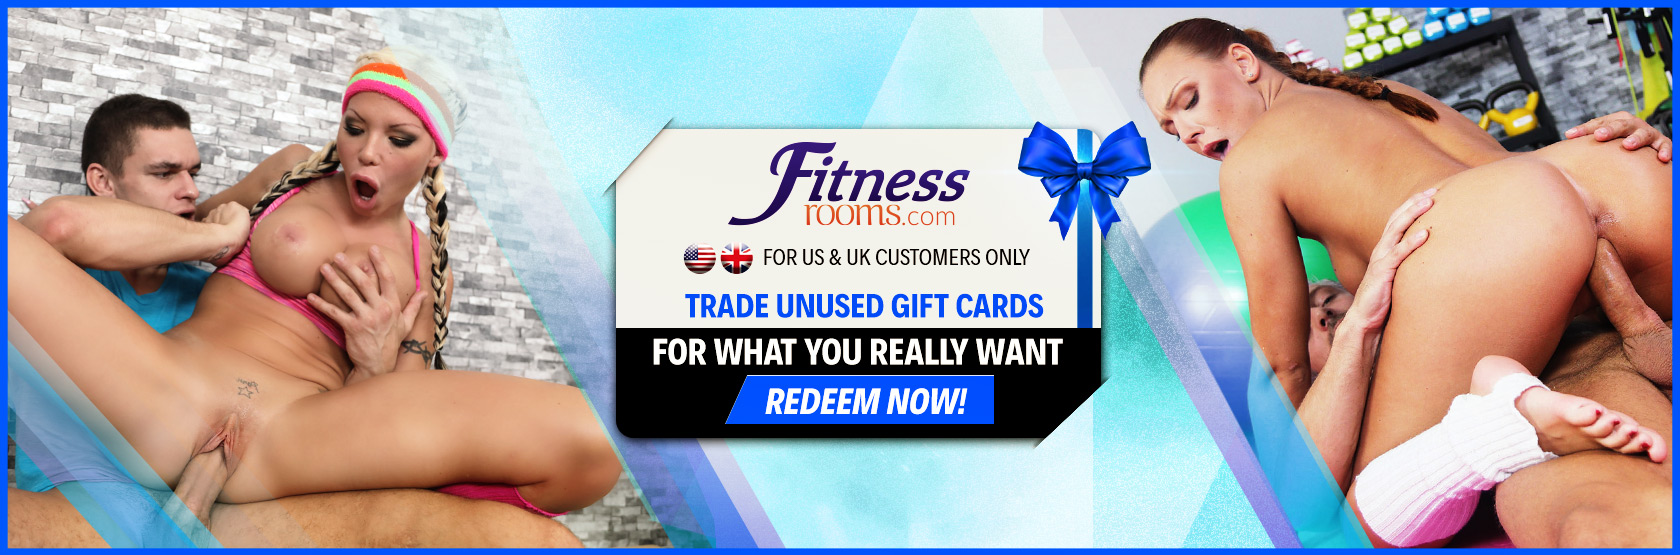 Fitness
rooms.com
FOR US & UK CUSTOMERS ONLY
TRADE UNUSED GIFT CARDS
FOR WHAT YOU REALLY WANT
REDEEM NOW!